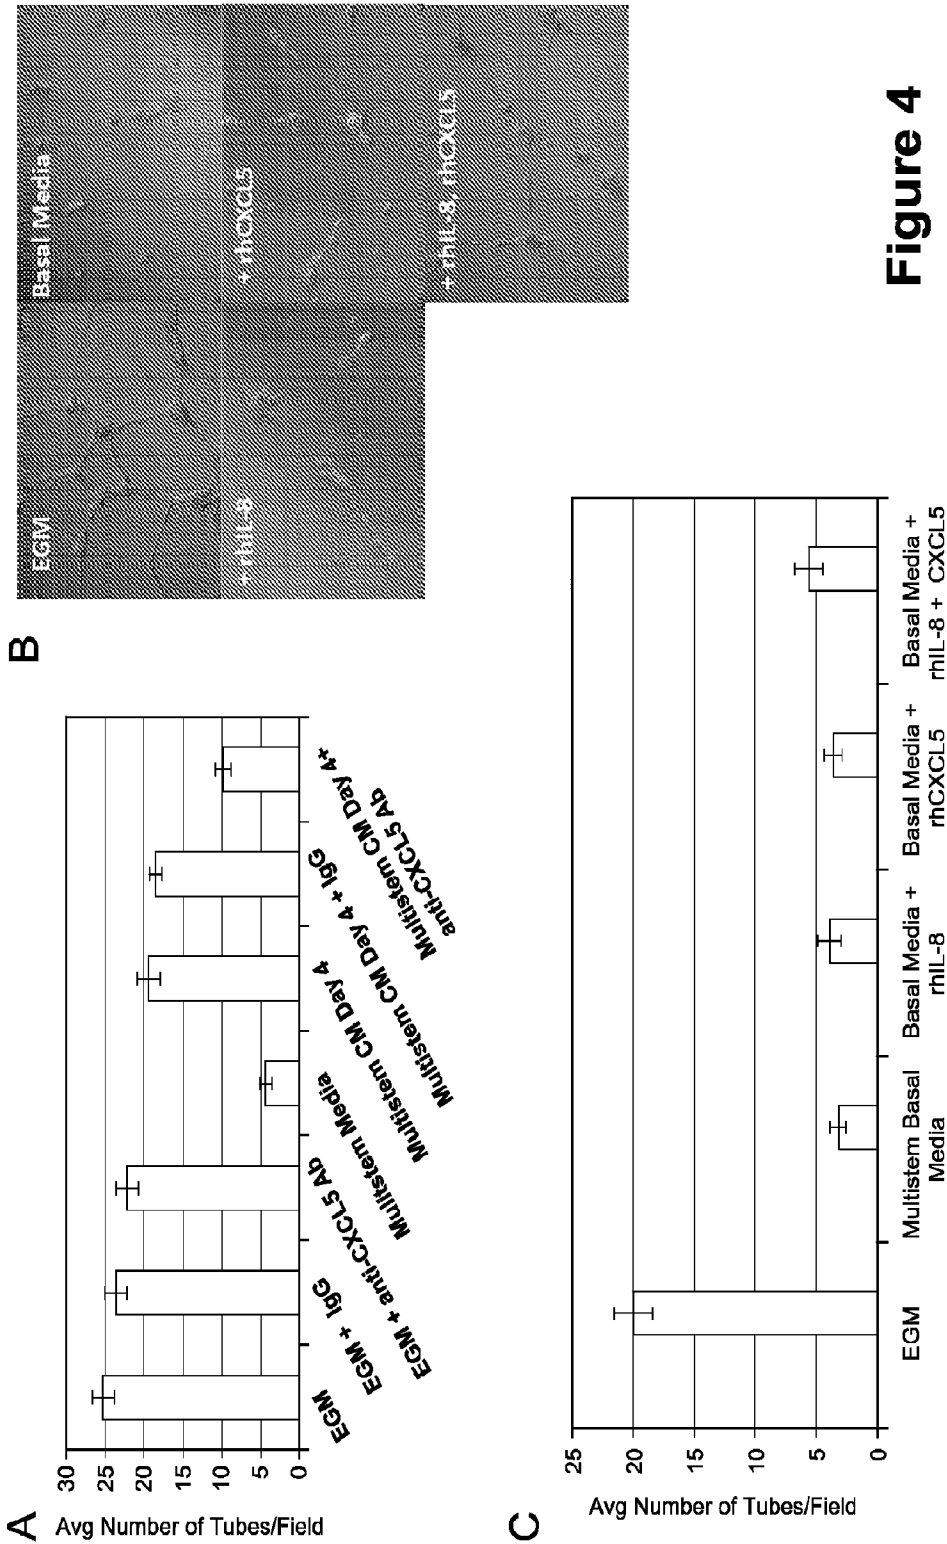 A
Avg Number of Tubes/Field
30
25
20
15
10
5
0
EGM
EGM + IgG
EGM + anti-CXCL5 Ab
Mulitstem Media
Multistem CM Day 4
Multistem CM Day 4 + IgG
Multistem CM Day 4+
anti-CXCL5 Ab
B
EGM
Basal Media
+ rhIL-8
+ rhCXCL5
+ rhIL-8, rhCXCL5
C
Avg Number of Tubes/Field
25
20
15
10
5
0
EGM
Multistem Basal
Media
Basal Media +
rhIL-8
Basal Media +
rhCXCL5
Basal Media +
rhIL-8 + CXCL5
Figure 4